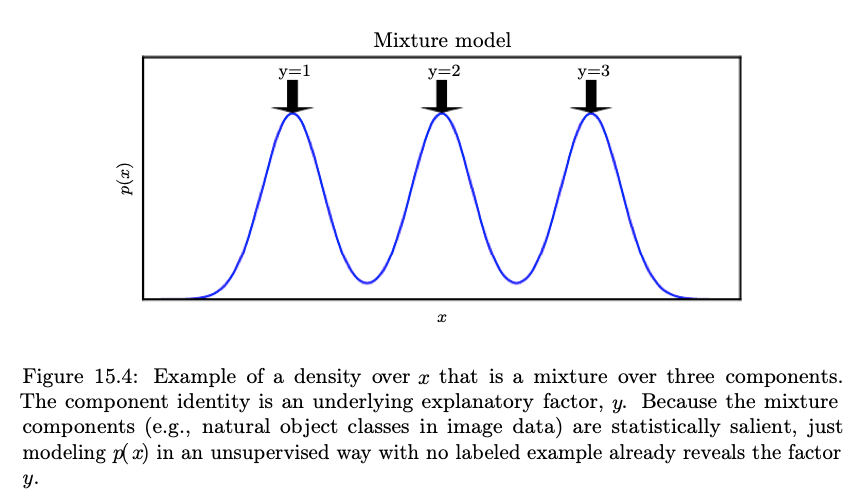 Mixture model
y=1 y=2 y=3
p(x)
x
Figure 15.4: Example of a density over x that is a mixture over three components.
The component identity is an underlying explanatory factor, y. Because the mixture
components (e.g., natural object classes in image data) are statistically salient, just
modeling p(x) in an unsupervised way with no labeled example already reveals the factor
y.